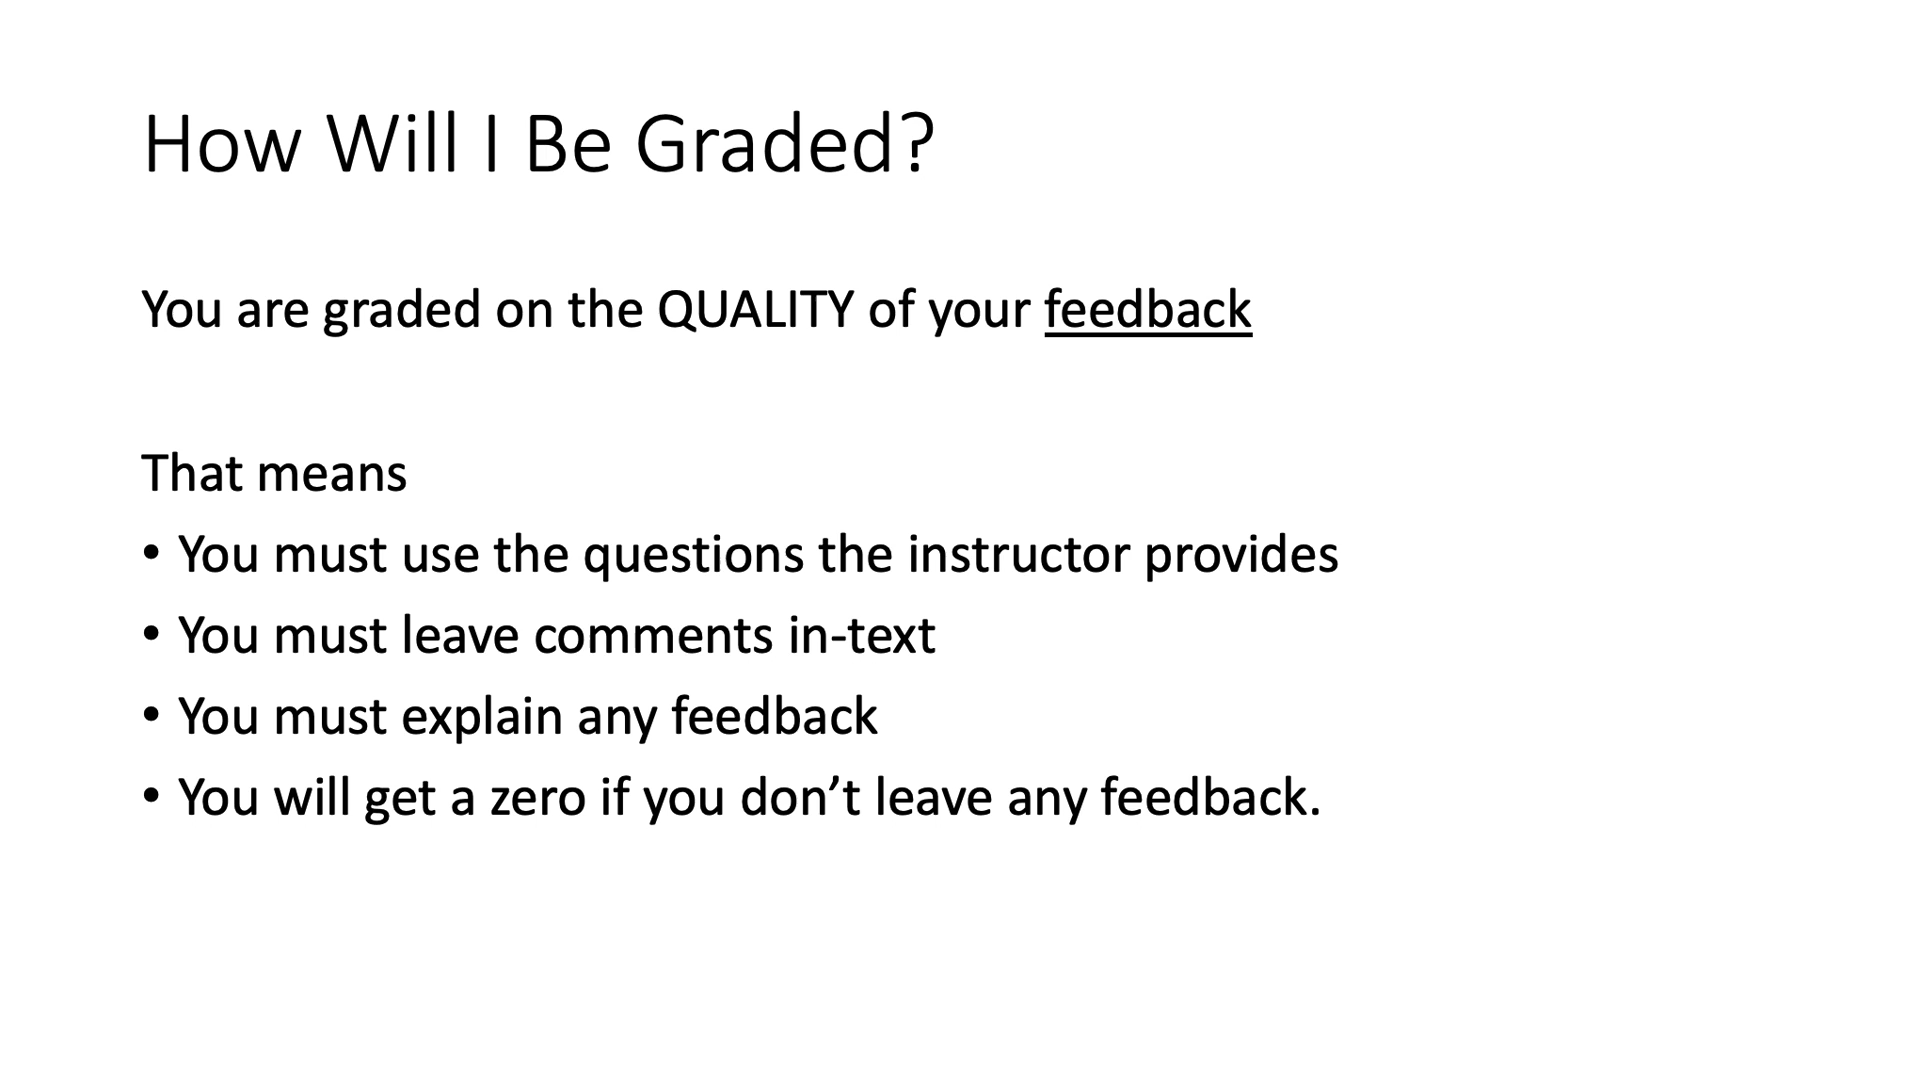 How Will I Be Graded?
You are graded on the QUALITY of your feedback
That means
• You must use the questions the instructor provides
• You must leave comments in-text
• You must explain any feedback
• You will get a zero if you don’t leave any feedback.